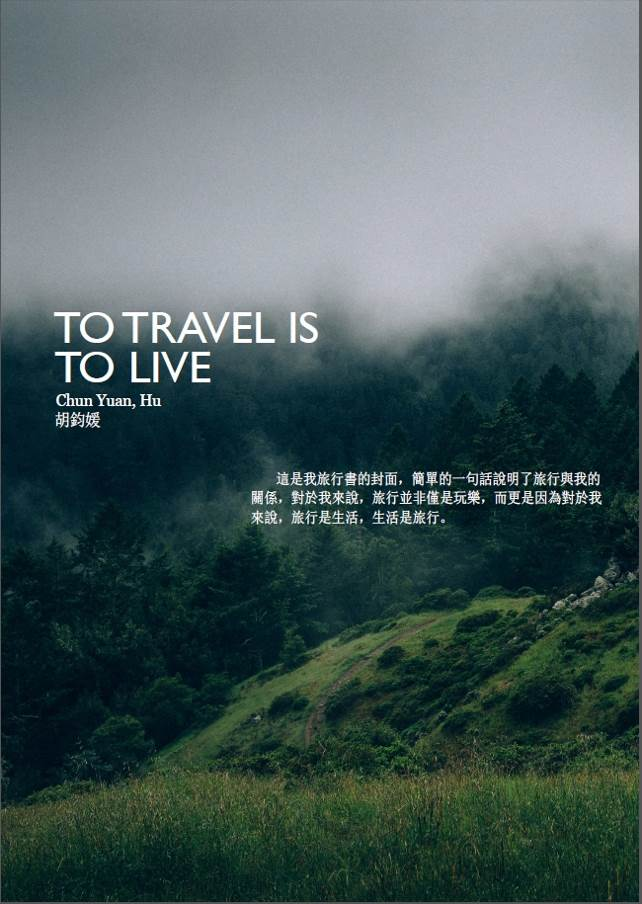 TO TRAVEL IS
TO LIVE
Chun Yuan, Hu
胡鈞媛
這是我旅行書的封面，簡單的一句話說明了旅行與我的
關係，對於我來說，旅行並非僅是玩樂，而更是因為對於我
來說，旅行是生活，生活是旅行。